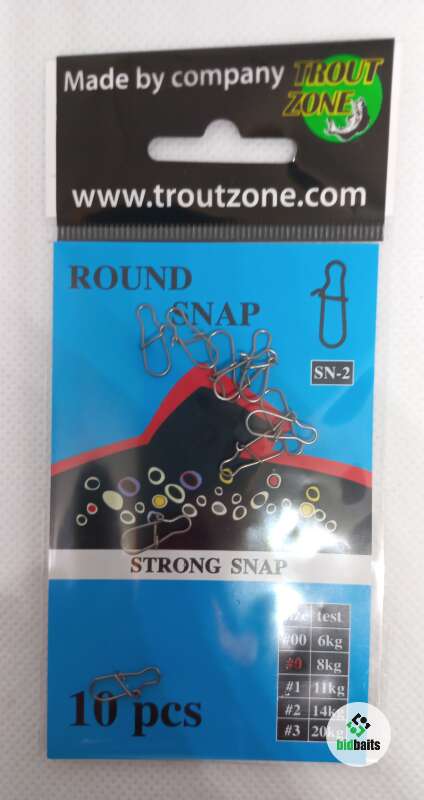 Made by company TROUT
ZONE
www.troutzone.com
ROUND
SNAP
SN-2
STRONG SNAP
size test
#00 6kg
#0 8kg
#1 11kg
#2 14kg
#3 20kg
10 pcs
bidbaits